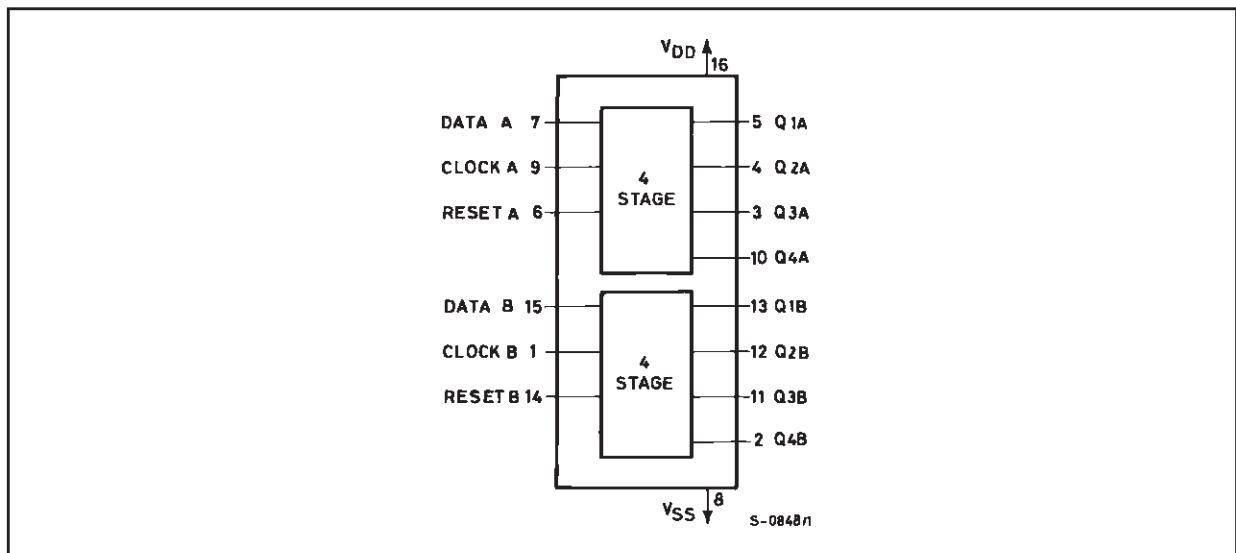 VDD
16
DATA A 7
5 Q1A
CLOCK A 9
4 Q2A
4
STAGE
RESET A 6
3 Q3A
10 Q4A
DATA B 15
13 Q1B
CLOCK B 1
12 Q2B
4
STAGE
RESET B 14
11 Q3B
2 Q4B
VSS
8
S-0848/1